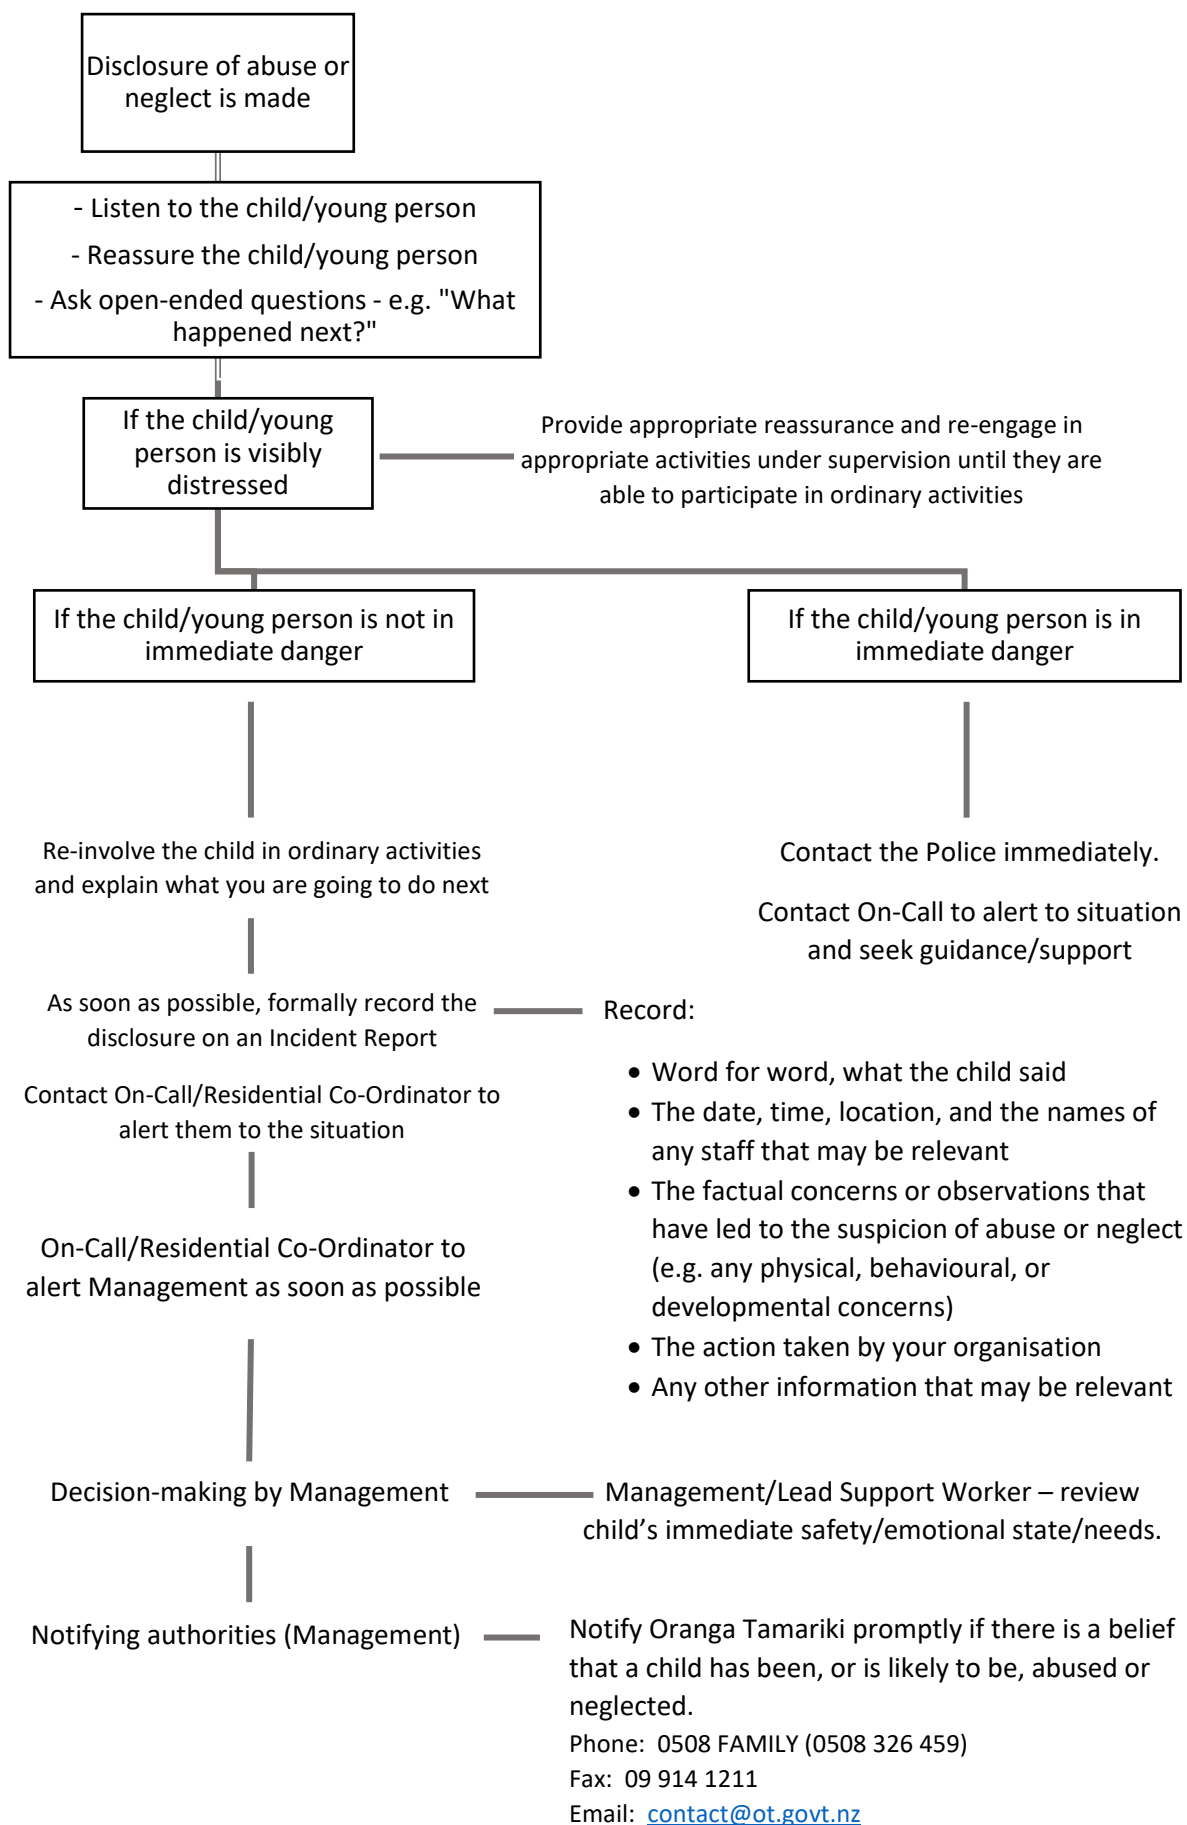 Disclosure of abuse or
neglect is made
- Listen to the child/young person
- Reassure the child/young person
- Ask open-ended questions - e.g. "What
happened next?"
If the child/young
person is visibly
distressed
Provide appropriate reassurance and re-engage in
appropriate activities under supervision until they are
able to participate in ordinary activities
If the child/young person is not in
immediate danger
If the child/young person is in
immediate danger
Re-involve the child in ordinary activities
and explain what you are going to do next
Contact the Police immediately.
Contact On-Call to alert to situation
and seek guidance/support
As soon as possible, formally record the
disclosure on an Incident Report
Contact On-Call/Residential Co-Ordinator to
alert them to the situation
Record:
• Word for word, what the child said
• The date, time, location, and the names of
any staff that may be relevant
• The factual concerns or observations that
have led to the suspicion of abuse or neglect
(e.g. any physical, behavioural, or
developmental concerns)
• The action taken by your organisation
• Any other information that may be relevant
On-Call/Residential Co-Ordinator to
alert Management as soon as possible
Decision-making by Management
Management/Lead Support Worker – review
child’s immediate safety/emotional state/needs.
Notifying authorities (Management)
Notify Oranga Tamariki promptly if there is a belief
that a child has been, or is likely to be, abused or
neglected.
Phone: 0508 FAMILY (0508 326 459)
Fax: 09 914 1211
Email: contact@ot.govt.nz